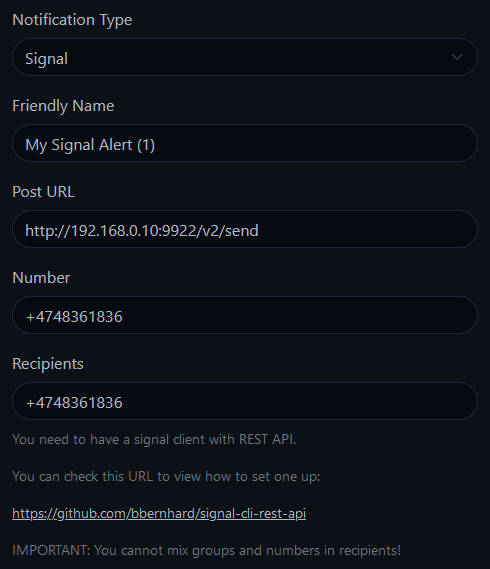 Notification Type
Signal
Friendly Name
My Signal Alert (1)
Post URL
http://192.168.0.10:9922/v2/send
Number
+4748361836
Recipients
+4748361836
You need to have a signal client with REST API.
You can check this URL to view how to set one up:
https://github.com/bbernhard/signal-cli-rest-api
IMPORTANT: You cannot mix groups and numbers in recipients!